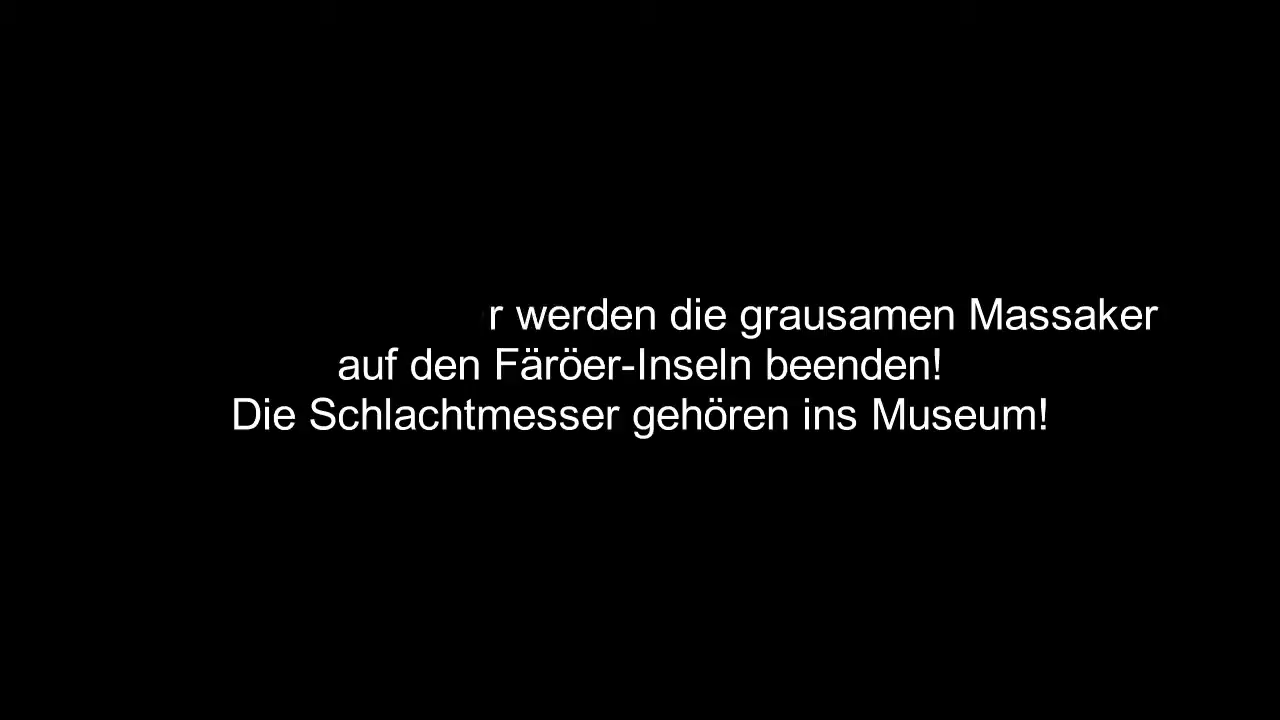 r werden die grausamen Massaker
auf den Färöer-Inseln beenden!
Die Schlachtmesser gehören ins Museum!